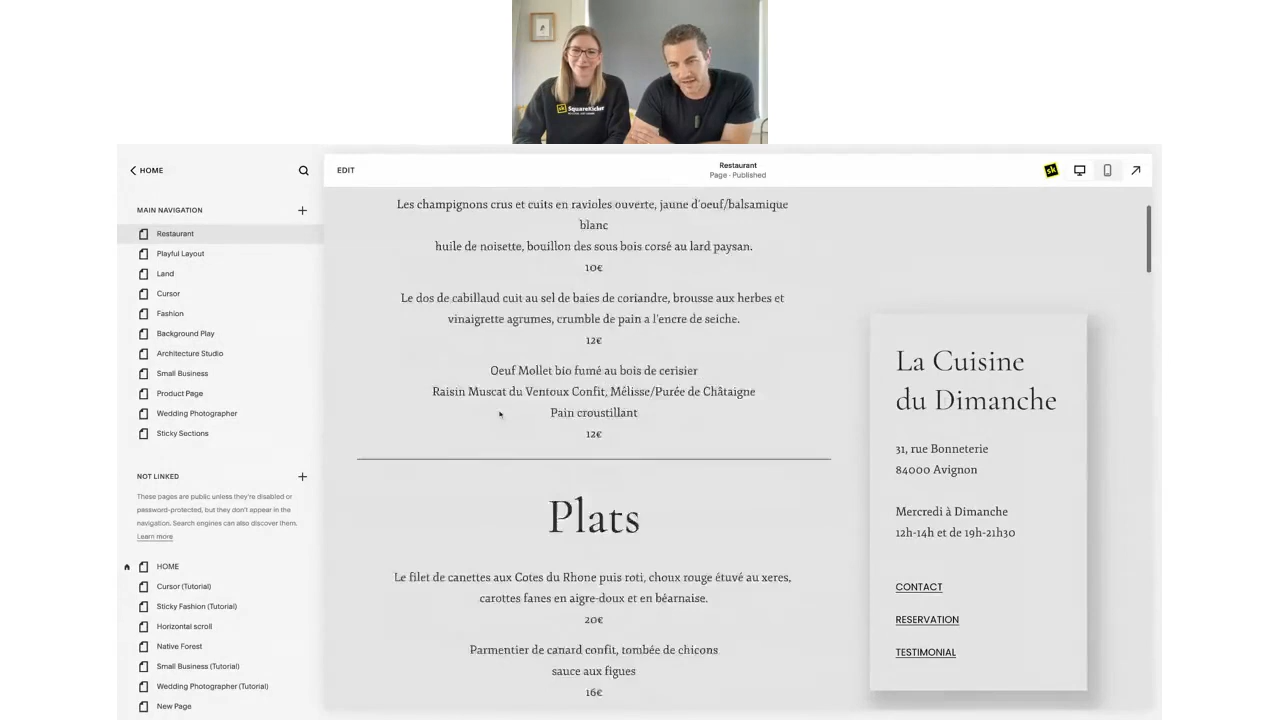 SquareKicker
HOME
EDIT
Restaurant
Page · Published
sk
MAIN NAVIGATION
Restaurant
Playful Layout
Land
Cursor
Fashion
Background Play
Architecture Studio
Small Business
Product Page
Wedding Photographer
Sticky Sections
NOT LINKED
These pages are public unless they're disabled or
password-protected, but they don't appear in the
navigation. Search engines can also discover them.
Learn more
HOME
Cursor (Tutorial)
Sticky Fashion (Tutorial)
Horizontal scroll
Native Forest
Small Business (Tutorial)
Wedding Photographer (Tutorial)
New Page
Les champignons crus et cuits en ravioles ouverte, jaune d'oeuf/balsamique
blanc
huile de noisette, bouillon des sous bois corsé au lard paysan.
10€
Le dos de cabillaud cuit au sel de baies de coriandre, brousse aux herbes et
vinaigrette agrumes, crumble de pain a l'encre de seiche.
12€
Oeuf Mollet bio fumé au bois de cerisier
Raisin Muscat du Ventoux Confit, Mélisse/Purée de Châtaigne
Pain croustillant
12€
Plats
Le filet de canettes aux Cotes du Rhone puis roti, choux rouge étuvé au xeres,
carottes fanes en aigre-doux et en béarnaise.
20€
Parmentier de canard confit, tombée de chicons
sauce aux figues
16€
La Cuisine
du Dimanche
31, rue Bonneterie
84000 Avignon
Mercredi à Dimanche
12h-14h et de 19h-21h30
CONTACT
RESERVATION
TESTIMONIAL